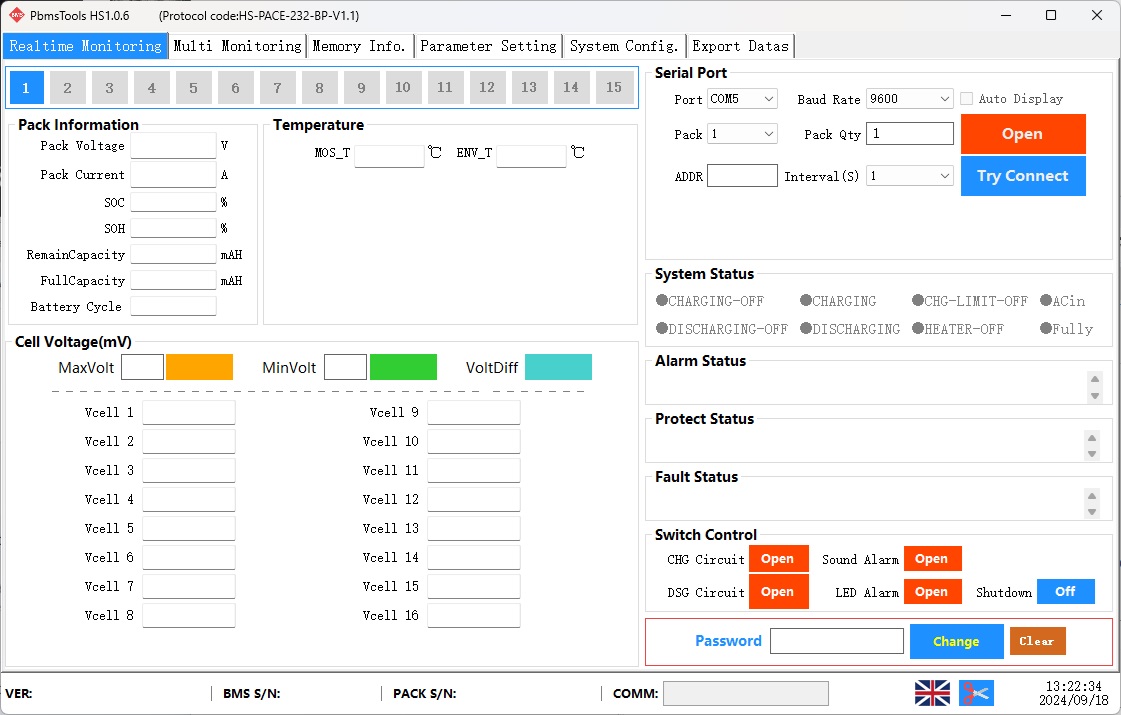 BMS PbmsTools HS1.0.6 (Protocol code:HS-PACE-232-BP-V1.1)
Realtime Monitoring Multi Monitoring Memory Info. Parameter Setting System Config. Export Datas
1 2 3 4 5 6 7 8 9 10 11 12 13 14 15
Pack Information
Pack Voltage V
Pack Current A
SOC %
SOH %
RemainCapacity mAH
FullCapacity mAH
Battery Cycle
Temperature
MOS_T ℃ ENV_T ℃
Cell Voltage(mV)
MaxVolt MinVolt VoltDiff
Vcell 1 Vcell 9
Vcell 2 Vcell 10
Vcell 3 Vcell 11
Vcell 4 Vcell 12
Vcell 5 Vcell 13
Vcell 6 Vcell 14
Vcell 7 Vcell 15
Vcell 8 Vcell 16
Serial Port
Port COM5 Baud Rate 9600 Auto Display
Pack 1 Pack Qty 1 Open
ADDR Interval(S) 1 Try Connect
System Status
CHARGING-OFF CHARGING CHG-LIMIT-OFF ACin
DISCHARGING-OFF DISCHARGING HEATER-OFF Fully
Alarm Status
Protect Status
Fault Status
Switch Control
CHG Circuit Open Sound Alarm Open
DSG Circuit Open LED Alarm Open Shutdown Off
Password Change Clear
VER: BMS S/N: PACK S/N: COMM:
13:22:34
2024/09/18